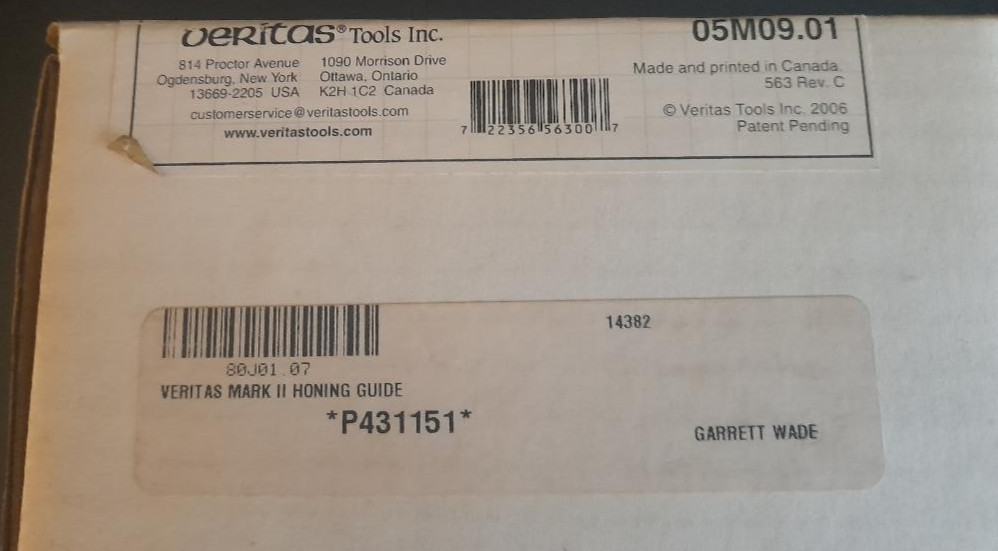 veritas® Tools Inc.
05M09.01
814 Proctor Avenue
Ogdensburg, New York
13669-2205 USA
1090 Morrison Drive
Ottawa, Ontario
K2H 1C2 Canada
customerservice@veritastools.com
www.veritastools.com
7 22356 56300 7
Made and printed in Canada.
563 Rev. C
© Veritas Tools Inc. 2006
Patent Pending
80J01.07
14382
VERITAS MARK II HONING GUIDE
*P431151*
GARRETT WADE